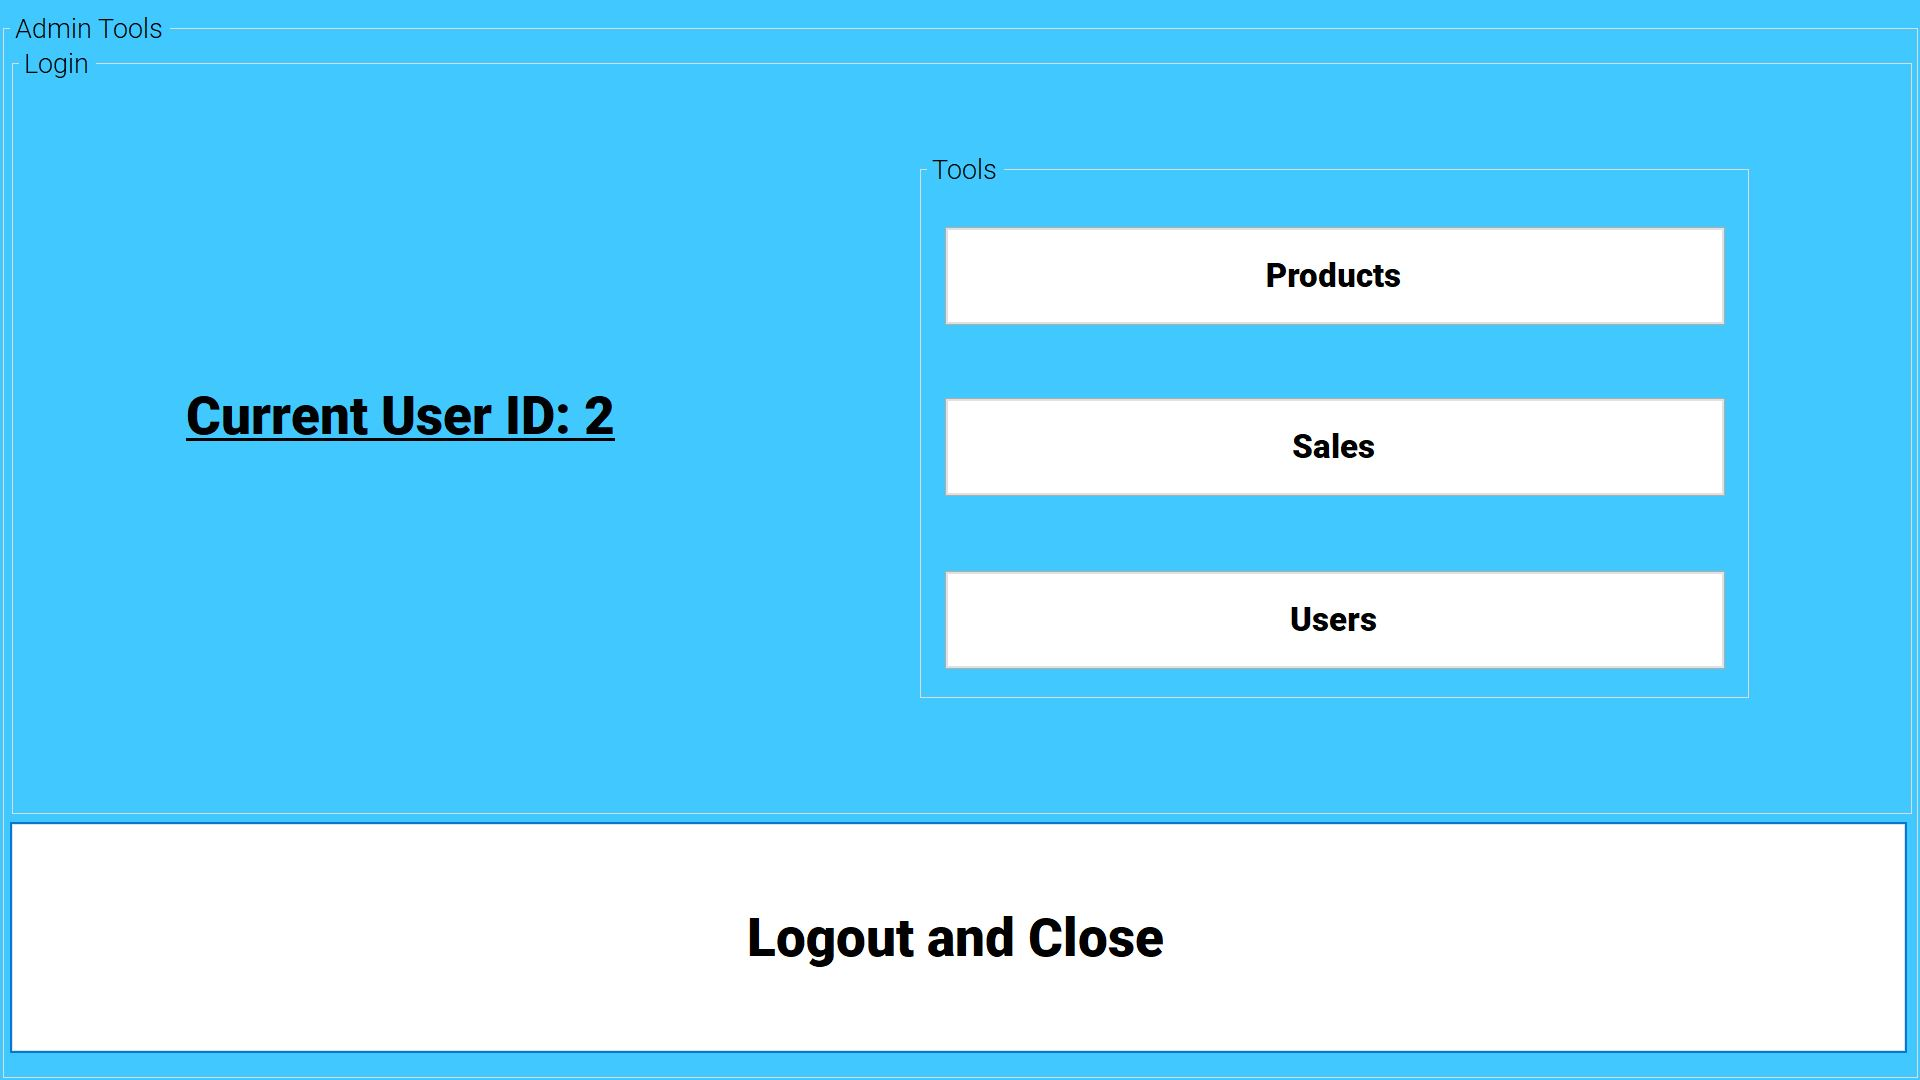 Admin Tools
Login
Tools
Products
Current User ID: 2
Sales
Users
Logout and Close